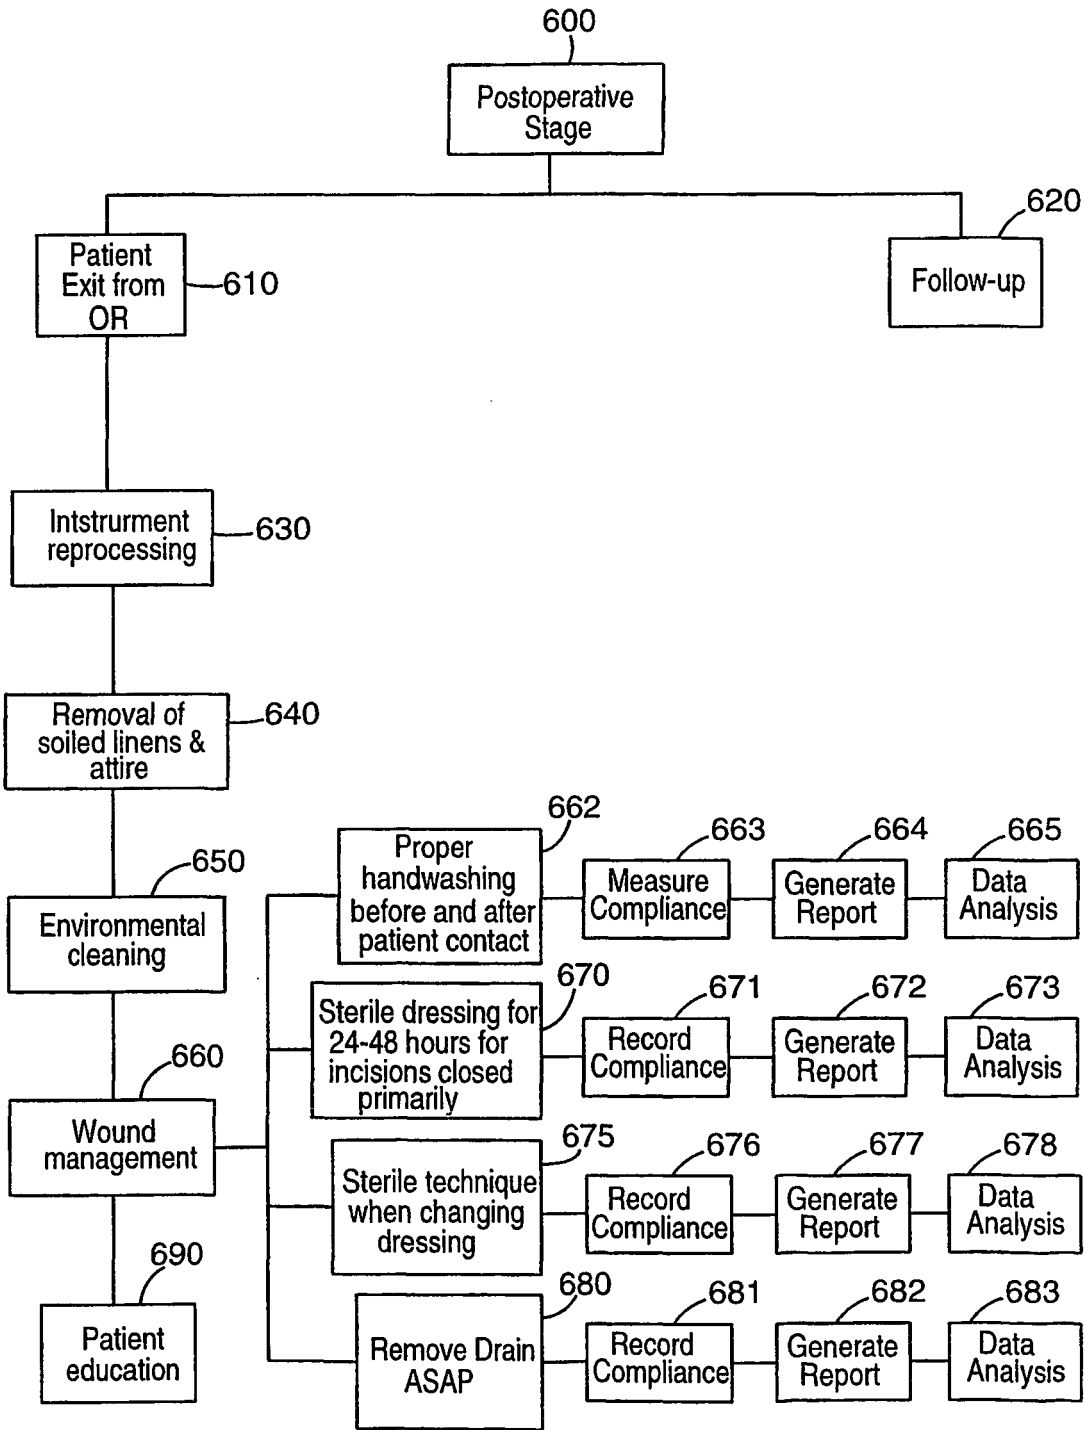 600
Postoperative
Stage
620
Patient
Exit from
OR
610
Follow-up
Intstrurment
reprocessing
630
Removal of
soiled linens &
attire
640
650
Environmental
cleaning
660
Wound
management
690
Patient
education
662
Proper
handwashing
before and after
patient contact
663
Measure
Compliance
664
Generate
Report
665
Data
Analysis
670
Sterile dressing for
24-48 hours for
incisions closed
primarily
671
Record
Compliance
672
Generate
Report
673
Data
Analysis
675
Sterile technique
when changing
dressing
676
Record
Compliance
677
Generate
Report
678
Data
Analysis
680
Remove Drain
ASAP
681
Record
Compliance
682
Generate
Report
683
Data
Analysis